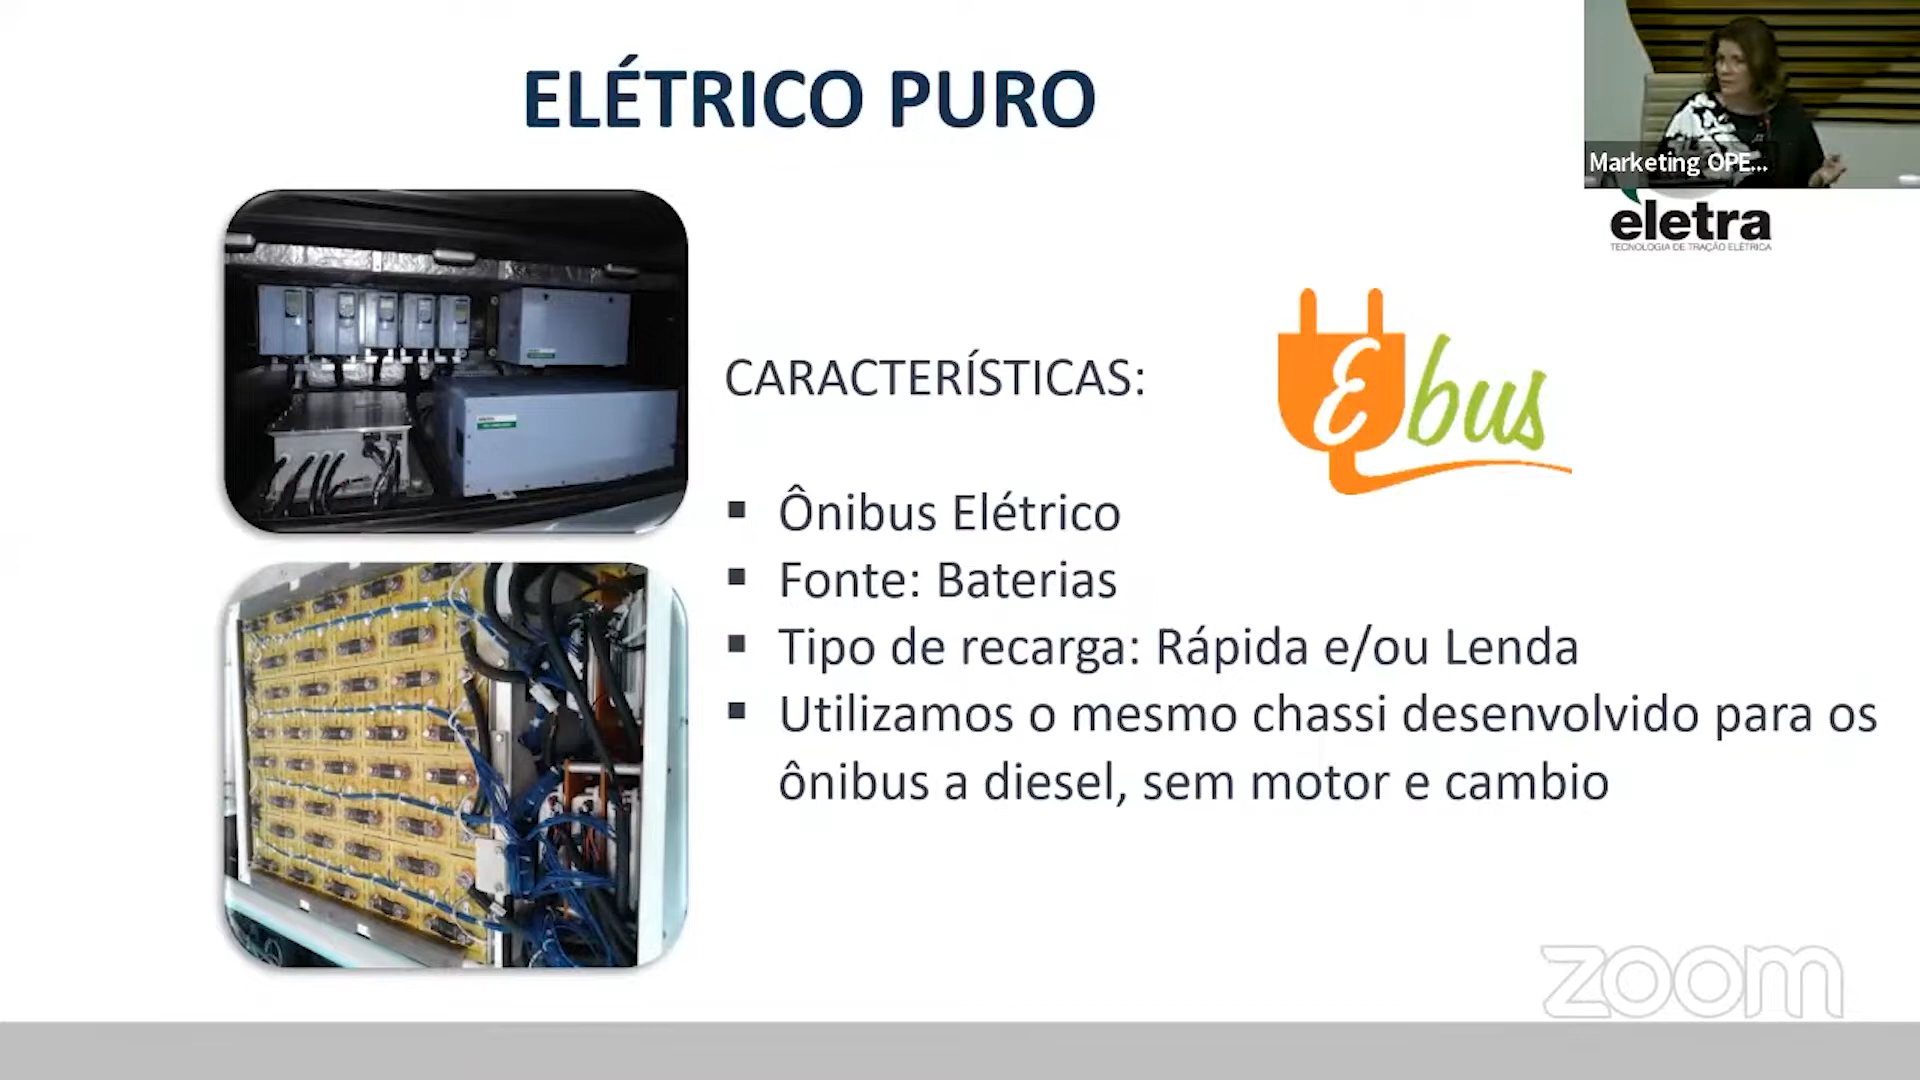 ELÉTRICO PURO
Marketing OPE...
eletra
TECNOLOGIA DE TRAÇÃO ELÉTRICA
Ebus
CARACTERÍSTICAS:
Ônibus Elétrico
Fonte: Baterias
Tipo de recarga: Rápida e/ou Lenda
Utilizamos o mesmo chassi desenvolvido para os
ônibus a diesel, sem motor e cambio
zoom